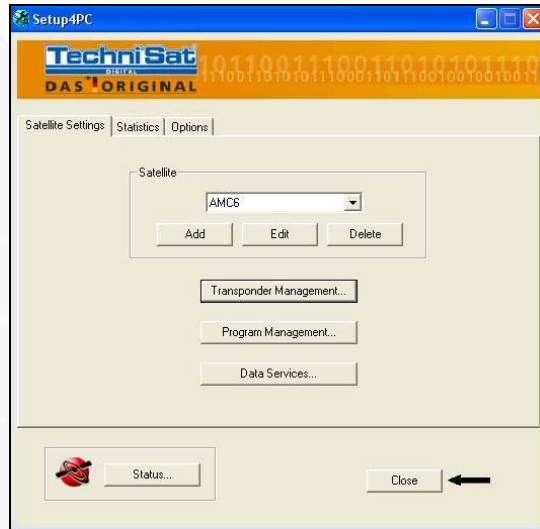 Setup4PC
TechniSat
DIGITAL
DAS ORIGINAL
Satellite Settings Statistics Options
Satellite
AMC6
Add Edit Delete
Transponder Management...
Program Management...
Data Services...
Status...
Close